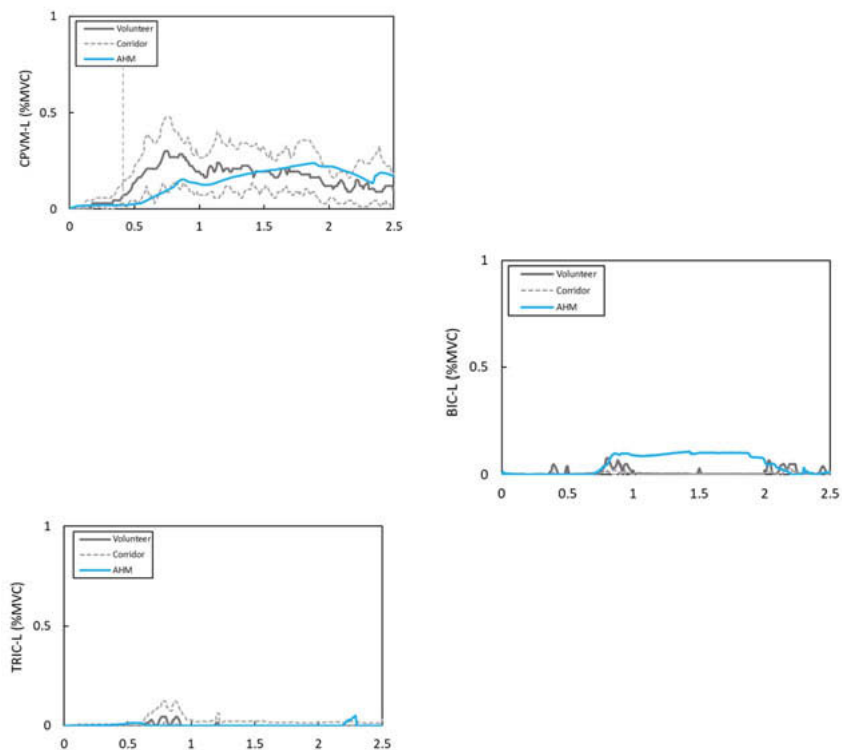 1
Volunteer
Corridor
AHM
CPVM-L (%MVC)
0.5
0
0 0.5 1 1.5 2 2.5
1
Volunteer
Corridor
AHM
BIC-L (%MVC)
0.5
0
0 0.5 1 1.5 2 2.5
1
Volunteer
Corridor
AHM
TRIC-L (%MVC)
0.5
0
0 0.5 1 1.5 2 2.5